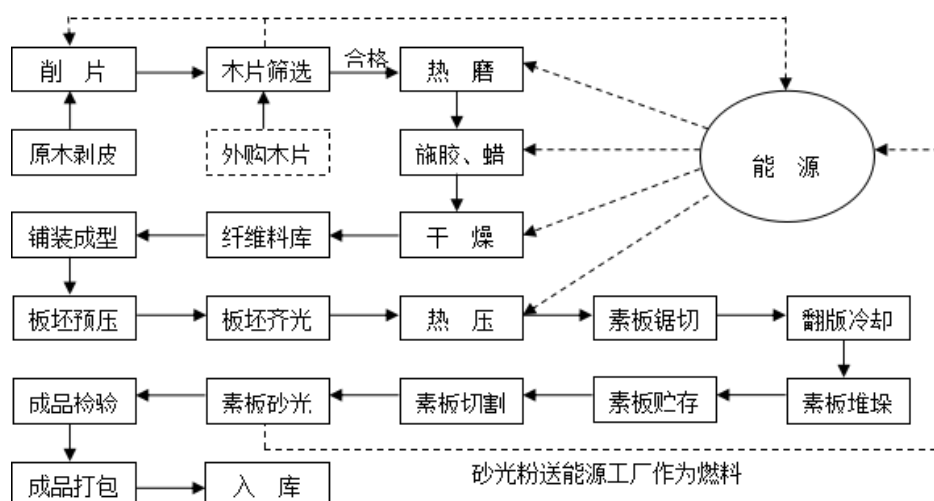 削 片
木片筛选
合格
热 磨
原木剥皮
外购木片
施胶、蜡
能 源
铺装成型
纤维料库
干 燥
板坯预压
板坯齐光
热 压
素板锯切
翻版冷却
成品检验
素板砂光
素板切割
素板贮存
素板堆垛
砂光粉送能源工厂作为燃料
成品打包
入 库